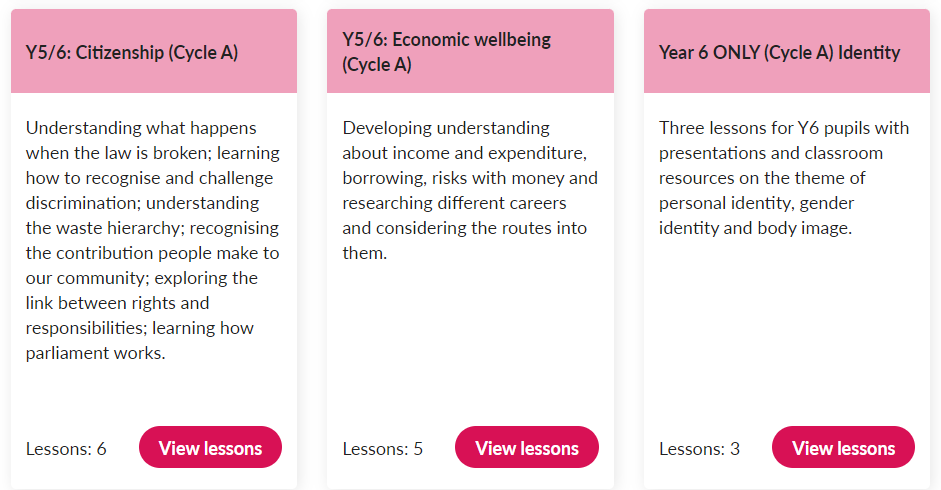 Y5/6: Citizenship (Cycle A)
Understanding what happens
when the law is broken; learning
how to recognise and challenge
discrimination; understanding
the waste hierarchy; recognising
the contribution people make to
our community; exploring the
link between rights and
responsibilities; learning how
parliament works.
Lessons: 6
View lessons
Y5/6: Economic wellbeing
(Cycle A)
Developing understanding
about income and expenditure,
borrowing, risks with money and
researching different careers
and considering the routes into
them.
Lessons: 5
View lessons
Year 6 ONLY (Cycle A) Identity
Three lessons for Y6 pupils with
presentations and classroom
resources on the theme of
personal identity, gender
identity and body image.
Lessons: 3
View lessons